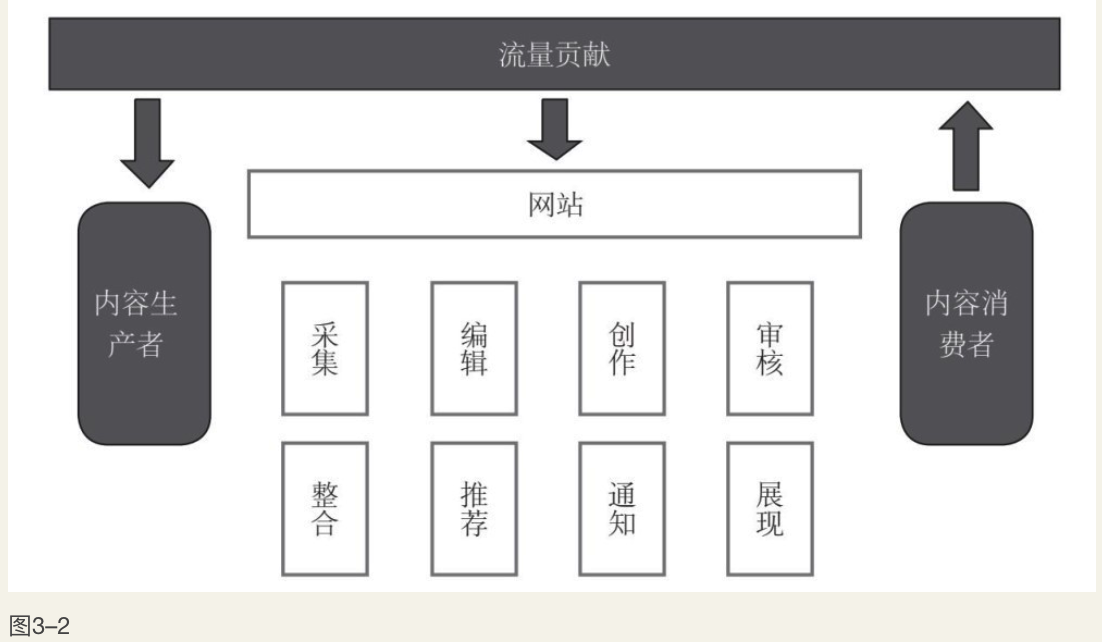 流量贡献
网站
内容生
产者
内容消
费者
采集
编辑
创作
审核
整合
推荐
通知
展现
图3–2